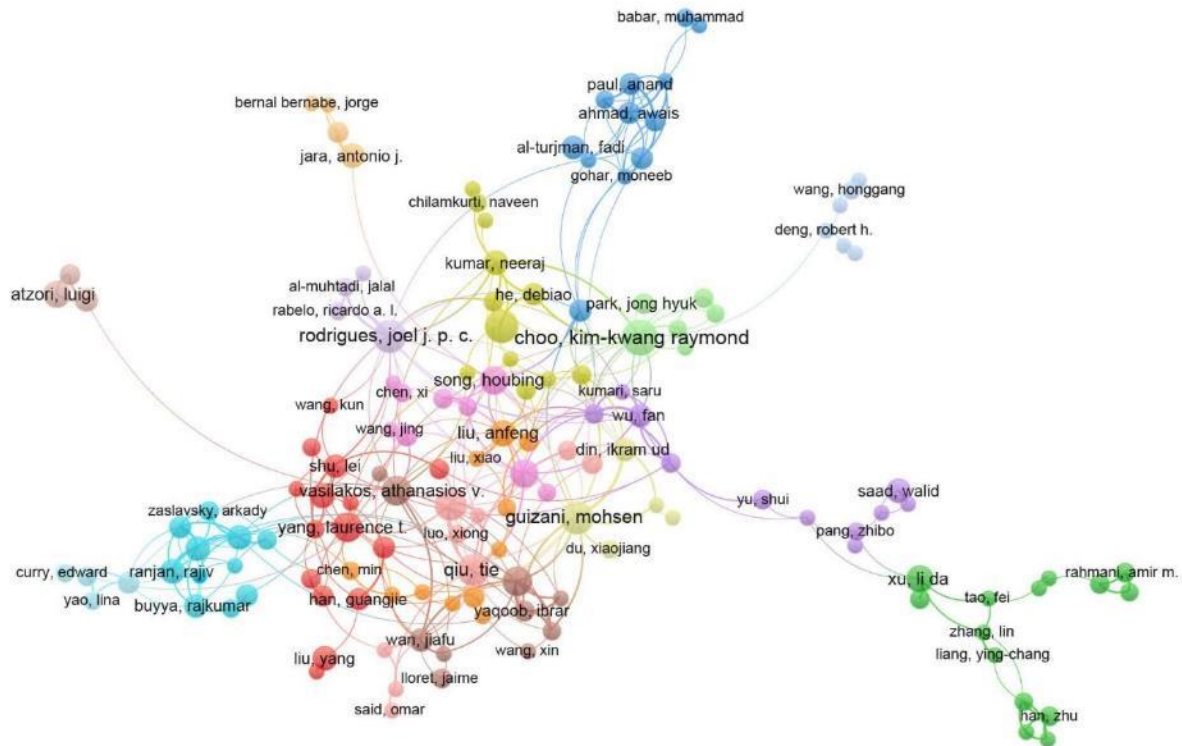 babar, muhammad
paul, anand
bernal bernabe, jorge
ahmad, awais
al-turjman, fadi
jara, antonio j.
gohar, moneeb
wang, honggang
chilamkurti, naveen
deng, robert h.
kumar, neeraj
al-muhtadi, jalal
atzori, luigi
he, debiao
park, jong hyuk
rabelo, ricardo a. l.
rodrigues, joel j. p. c.
choo, kim-kwang raymond
song, houbing
chen, xi
kumari, saru
wang, kun
wu, fan
wang, jing
liu, anfeng
din, ikram ud
liu, xiao
shu, lei
vasilakos, athanasios v.
saad, walid
yu, shui
zaslavsky, arkady
guizani, mohsen
yang, laurence t.
luo, xiong
pang, zhibo
du, xiaojiang
curry, edward
ranjan, rajiv
chen, min
qiu, tie
xu, li da
rahmani, amir m.
yao, lina
buyya, rajkumar
han, guangjie
yaqoob, ibrar
tao, fei
wan, jiafu
wang, xin
zhang, lin
liu, yang
liang, ying-chang
lloret, jaime
said, omar
han, zhu